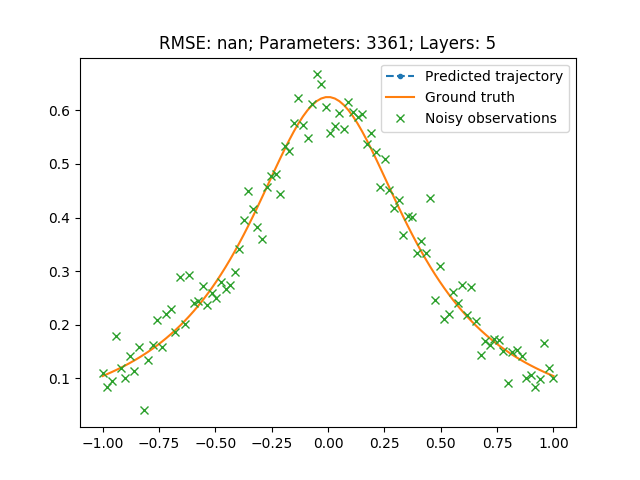 RMSE: nan; Parameters: 3361; Layers: 5
Predicted trajectory
Ground truth
Noisy observations
0.6
0.5
0.4
0.3
0.2
0.1
−1.00 −0.75 −0.50 −0.25 0.00 0.25 0.50 0.75 1.00